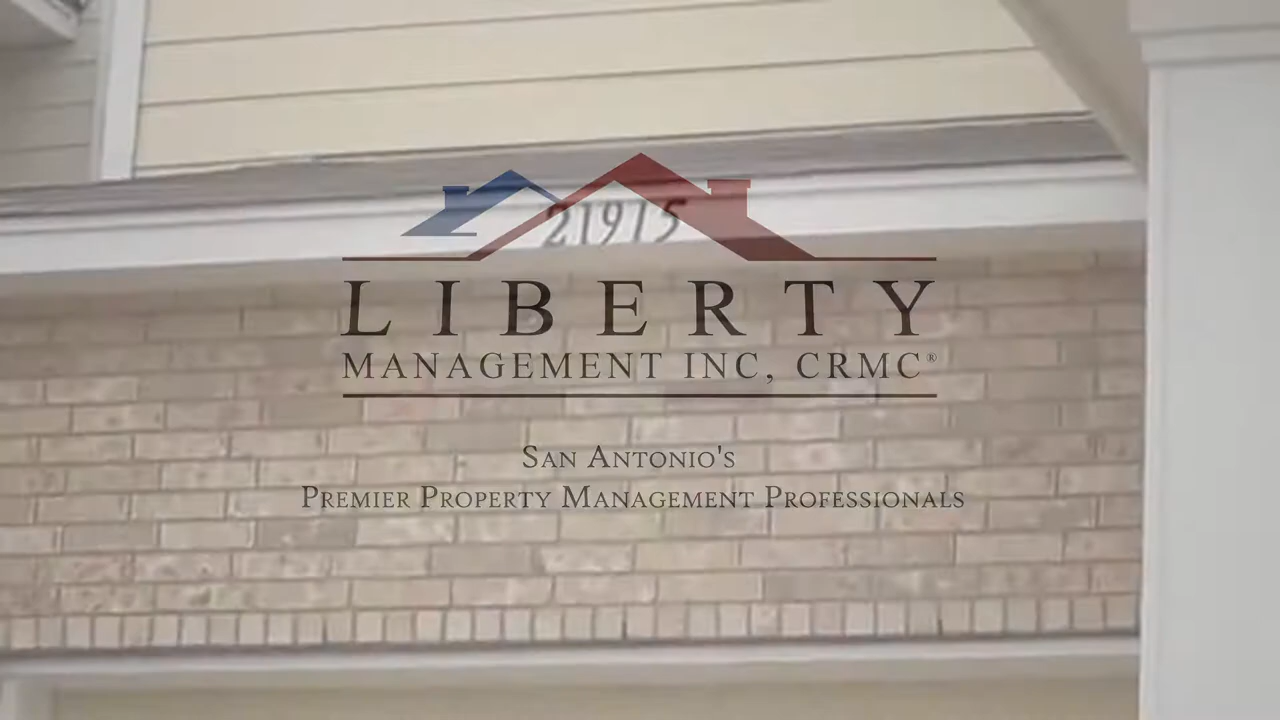 21915
LIBERTY
MANAGEMENT INC, CRMC®
San Antonio's
Premier Property Management Professionals